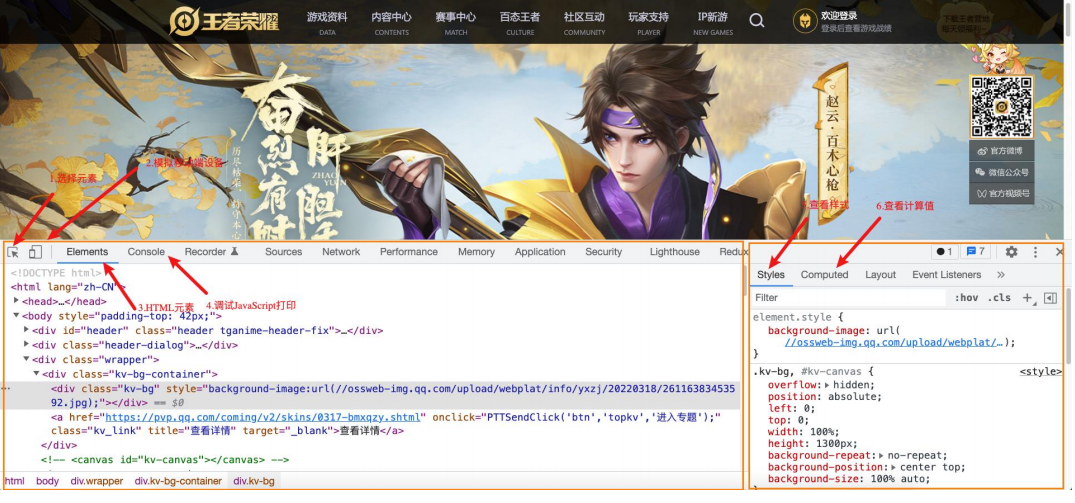 王者荣耀
游戏资料
DATA
内容中心
CONTENTS
赛事中心
MATCH
百态王者
CULTURE
社区互动
COMMUNITY
玩家支持
PLAYER
IP新游
NEW GAMES
欢迎登录
登录后查看游戏战绩
下载王者营地
奋烈有时
肝胆
ZHAO
YUN
赵云·百木心枪
官方微博
微信公众号
官方视频号
1.选择元素
2.模拟移动端设备
5.查看样式
6.查看计算值
Elements
Console
Recorder
Sources
Network
Performance
Memory
Application
Security
Lighthouse
Redux
1
7
3.HTML元素
4.调试JavaScript打印
<!DOCTYPE html>
<html lang="zh-CN">
<head>…</head>
<body style="padding-top: 42px;">
<div id="header" class="header tganime-header-fix">…</div>
<div class="header-dialog">…</div>
<div class="wrapper">
<div class="kv-bg-container">
<div class="kv-bg" style="background-image:url(//ossweb-img.qq.com/upload/webplat/info/yxzj/20220318/261163834535
92.jpg);"></div> == $0
<a href="https://pvp.qq.com/coming/v2/skins/0317-bmxqzy.shtml" onclick="PTTSendClick('btn','topkv','进入专题');"
class="kv_link" title="查看详情" target="_blank">查看详情</a>
</div>
<!-- <canvas id="kv-canvas"></canvas> -->
html body div.wrapper div.kv-bg-container div.kv-bg
Styles
Computed
Layout
Event Listeners
Filter
:hov .cls
element.style {
background-image: url(
//ossweb-img.qq.com/upload/webplat/…);
}
.kv-bg, #kv-canvas {
<style>
overflow: hidden;
position: absolute;
left: 0;
top: 0;
width: 100%;
height: 1300px;
background-repeat: no-repeat;
background-position: center top;
background-size: 100% auto;
}